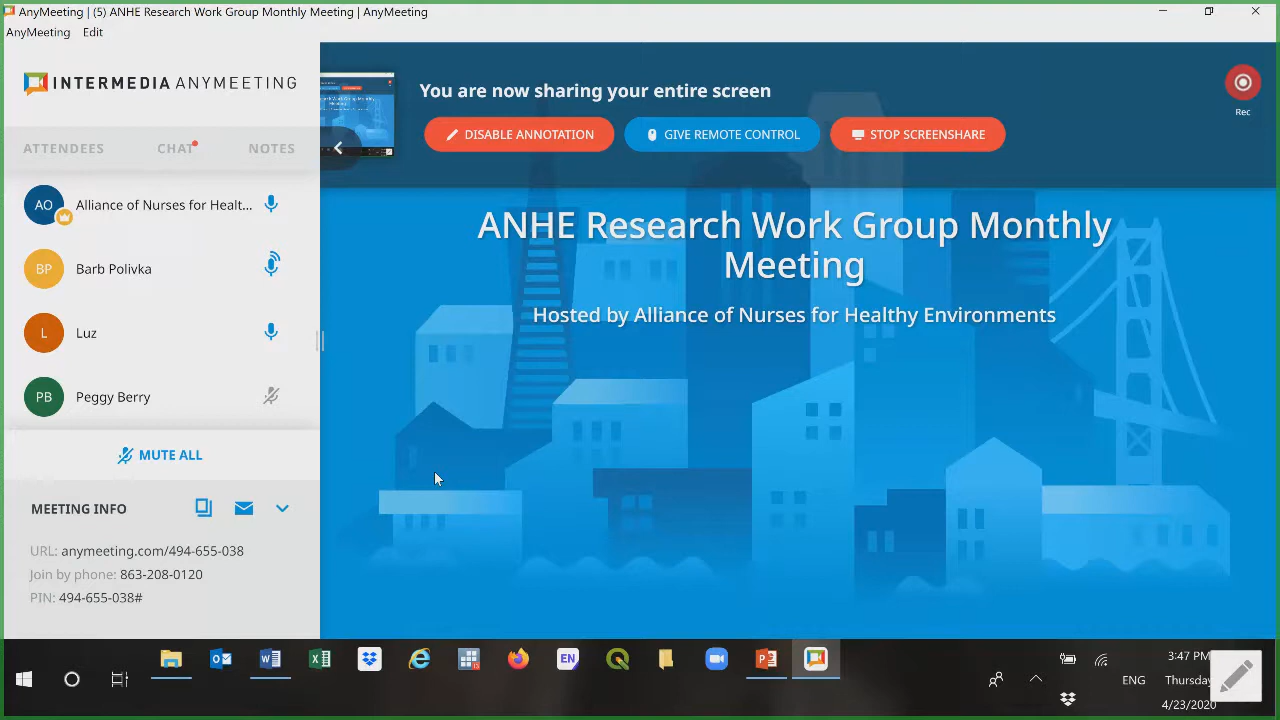 AnyMeeting | (5) ANHE Research Work Group Monthly Meeting | AnyMeeting
AnyMeeting Edit
INTERMEDIA ANYMEETING
ATTENDEES CHAT NOTES
AO Alliance of Nurses for Healt...
BP Barb Polivka
L Luz
PB Peggy Berry
MUTE ALL
MEETING INFO
URL: anymeeting.com/494-655-038
Join by phone: 863-208-0120
PIN: 494-655-038#
You are now sharing your entire screen
DISABLE ANNOTATION GIVE REMOTE CONTROL STOP SCREENSHARE
Rec
ANHE Research Work Group Monthly
Meeting
Hosted by Alliance of Nurses for Healthy Environments
EN
3:47 PM
ENG Thursday
4/23/2020